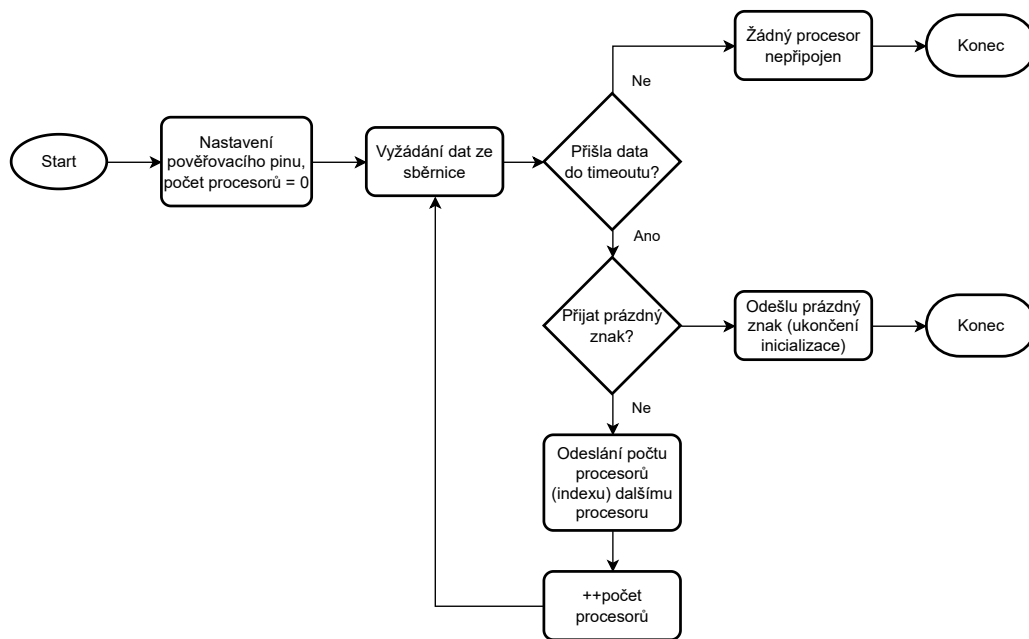 Žádný procesor
nepřipojen
Konec
Ne
Start
Nastavení
pověřovacího pinu,
počet procesorů = 0
Vyžádání dat ze
sběrnice
Přišla data
do timeoutu?
Ano
Přijat prázdný
znak?
Odešlu prázdný
znak (ukončení
inicializace)
Konec
Ne
Odeslání počtu
procesorů
(indexu) dalšímu
procesoru
++počet
procesorů